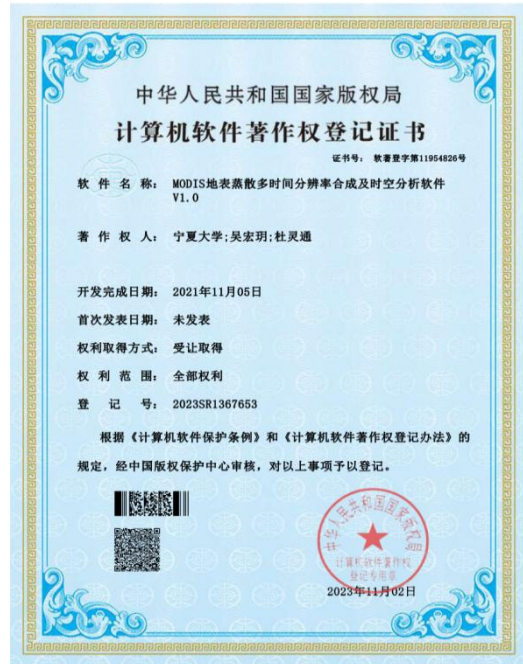 中华人民共和国国家版权局
计算机软件著作权登记证书
证书号： 软著登字第11954826号
软 件 名 称： MODIS地表蒸散多时间分辨率合成及时空分析软件
V1.0
著 作 权 人： 宁夏大学;吴宏玥;杜灵通
开发完成日期： 2021年11月05日
首次发表日期： 未发表
权利取得方式： 受让取得
权 利 范 围： 全部权利
登 记 号： 2023SR1367653
根据《计算机软件保护条例》和《计算机软件著作权登记办法》的
规定，经中国版权保护中心审核，对以上事项予以登记。
中华人民共和国国家版权局
计算机软件著作权
登记专用章
2023年11月02日